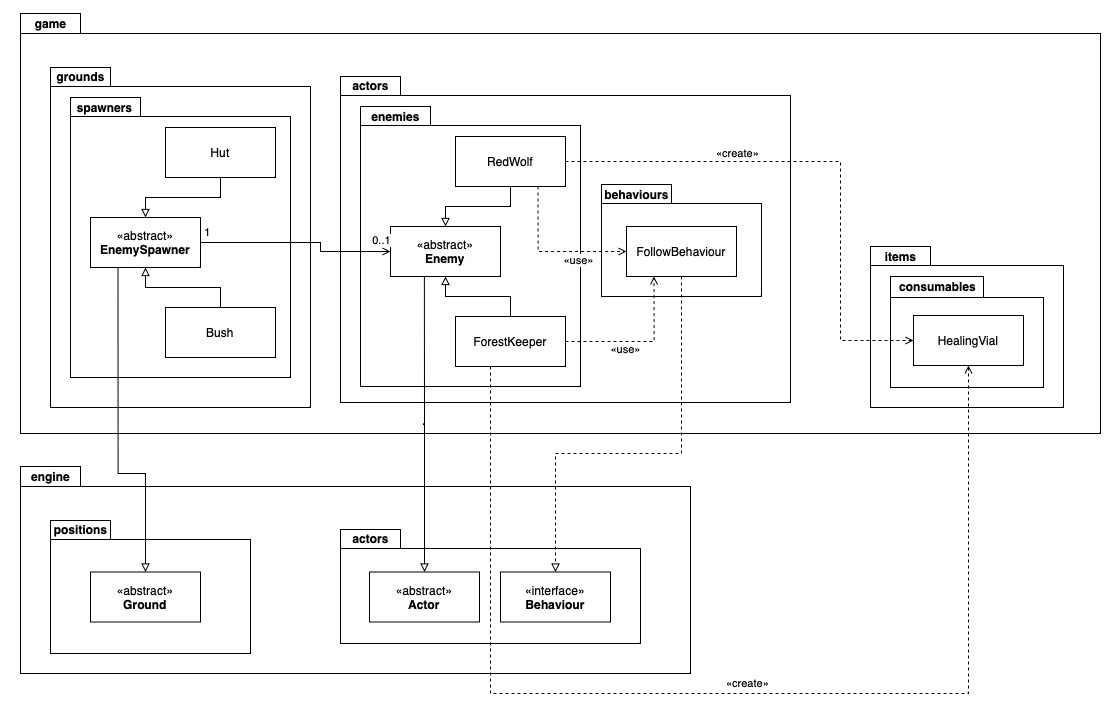 game
grounds
actors
spawners
enemies
Hut
RedWolf
«create»
behaviours
«abstract»
EnemySpawner
1
0..1
«abstract»
Enemy
«use»
FollowBehaviour
items
consumables
Bush
ForestKeeper
«use»
HealingVial
engine
positions
actors
«abstract»
Ground
«abstract»
Actor
«interface»
Behaviour
«create»